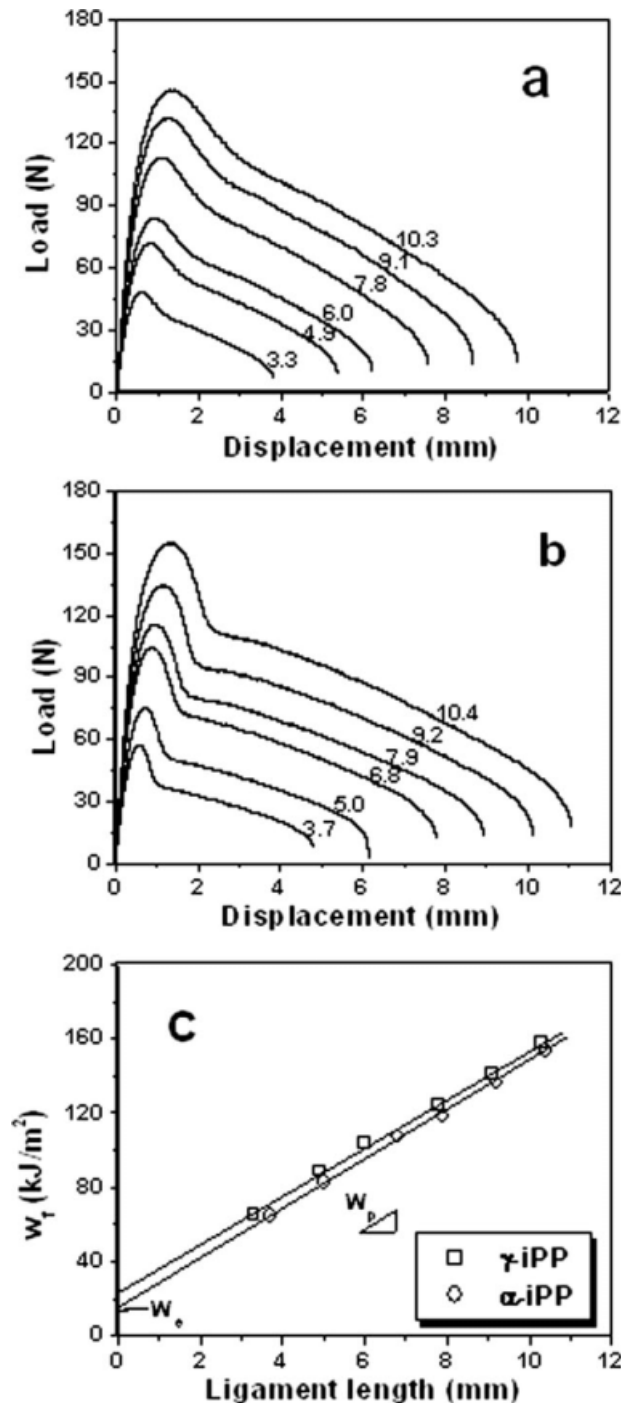 180
a
150
120
Load (N)
90
10.3
9.1
7.8
60
6.0
4.9
30
3.3
0
0 2 4 6 8 10 12
Displacement (mm)
180
b
150
120
Load (N)
90
10.4
9.2
7.9
60
6.8
5.0
30
3.7
0
0 2 4 6 8 10 12
Displacement (mm)
200
c
160
120
w_f (kJ/m²)
80
w_p
40
γ-iPP
α-iPP
w_e
0
0 2 4 6 8 10 12
Ligament length (mm)